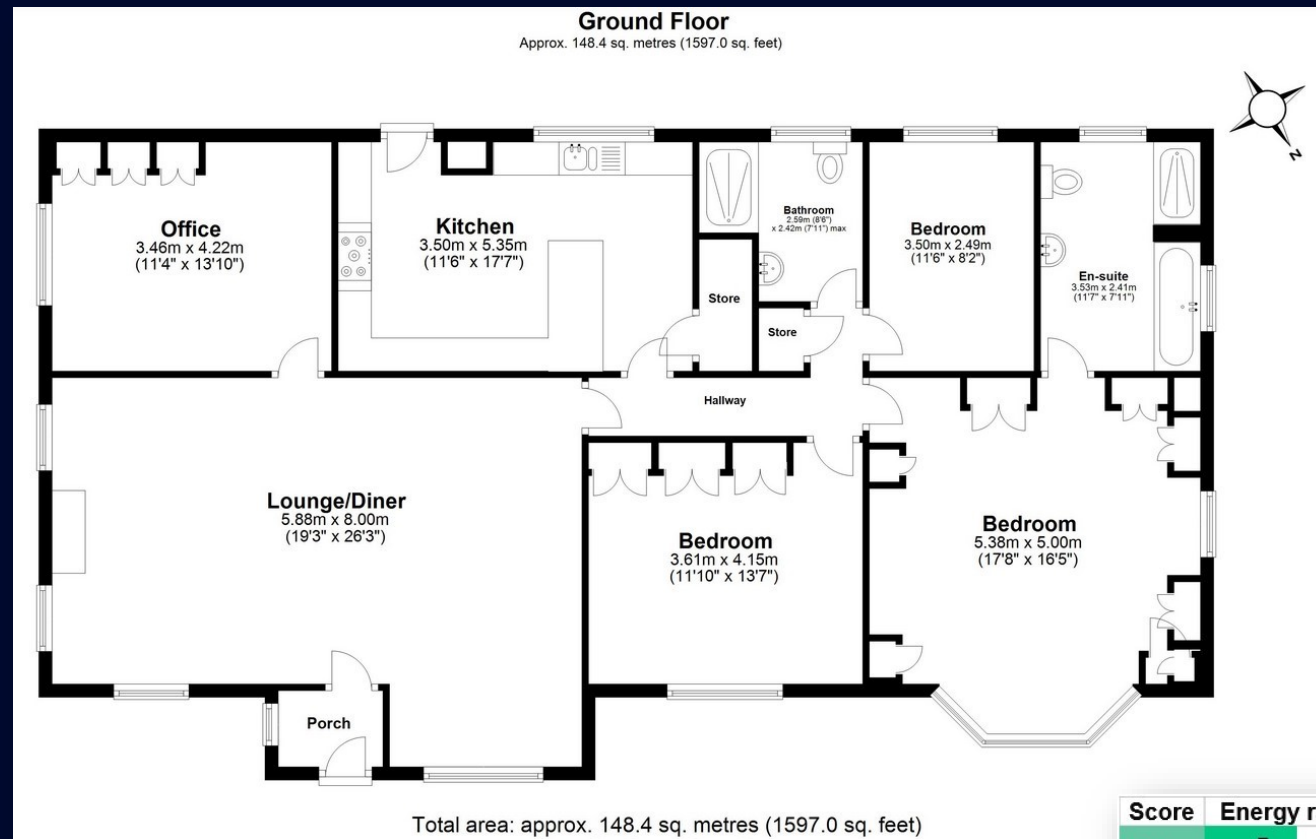 Ground Floor
Approx. 148.4 sq. metres (1597.0 sq. feet)
N
Office
3.46m x 4.22m
(11'4" x 13'10")
Kitchen
3.50m x 5.35m
(11'6" x 17'7")
Bathroom
2.59m (8'6")
x 2.42m (7'11") max
Bedroom
3.50m x 2.49m
(11'6" x 8'2")
En-suite
3.53m x 2.41m
(11'7" x 7'11")
Store
Store
Hallway
Lounge/Diner
5.88m x 8.00m
(19'3" x 26'3")
Bedroom
3.61m x 4.15m
(11'10" x 13'7")
Bedroom
5.38m x 5.00m
(17'8" x 16'5")
Porch
Total area: approx. 148.4 sq. metres (1597.0 sq. feet)
Score Energy r